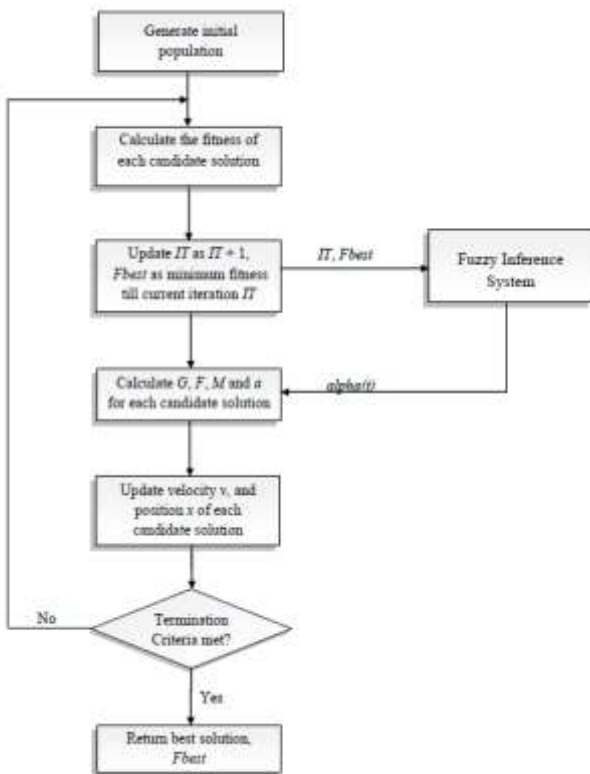 Generate initial
population
Calculate the fitness of
each candidate solution
Update IT as IT + 1,
Fbest as minimum fitness
till current iteration IT
IT, Fbest
Fuzzy Inference
System
Calculate G, F, M and a
for each candidate solution
alpha(t)
Update velocity v, and
position x of each
candidate solution
Termination
Criteria met?
No
Yes
Return best solution,
Fbest